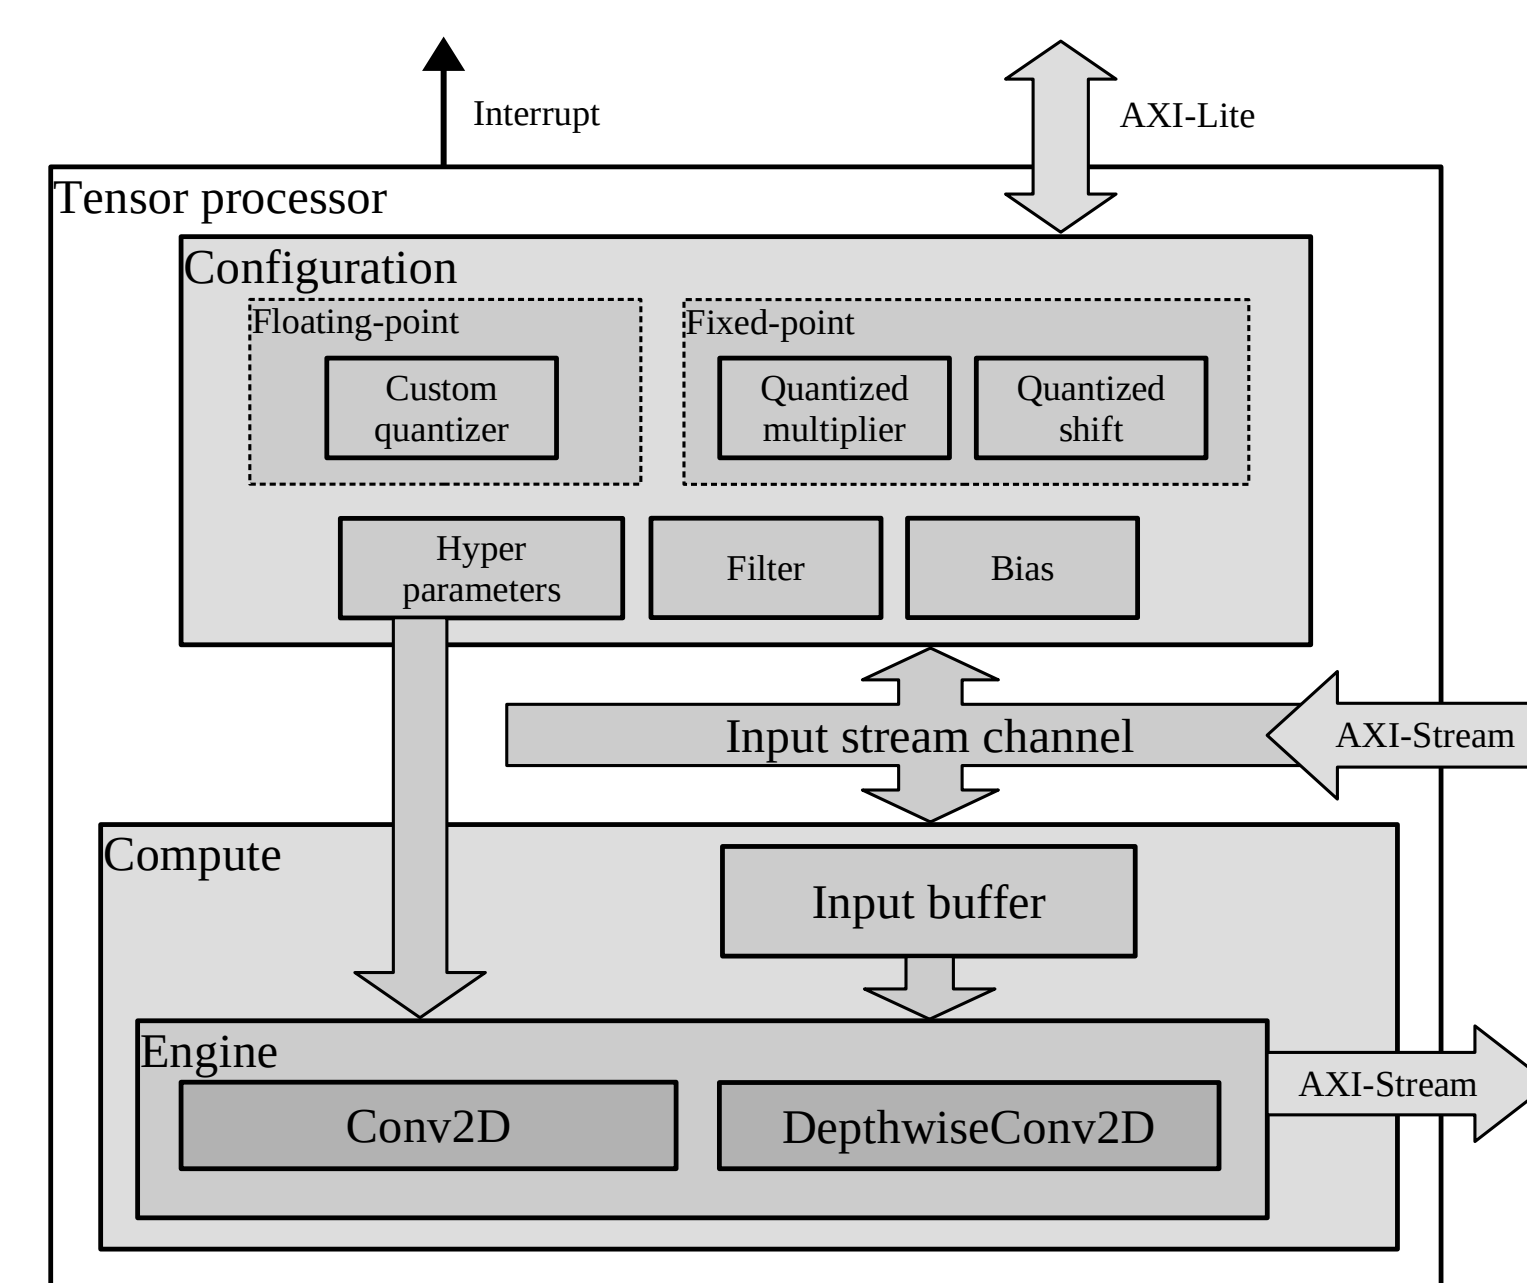 Interrupt
AXI-Lite
Tensor processor
Configuration
Floating-point
Custom
quantizer
Fixed-point
Quantized
multiplier
Quantized
shift
Hyper
parameters
Filter
Bias
Input stream channel
AXI-Stream
Compute
Input buffer
Engine
Conv2D
DepthwiseConv2D
AXI-Stream